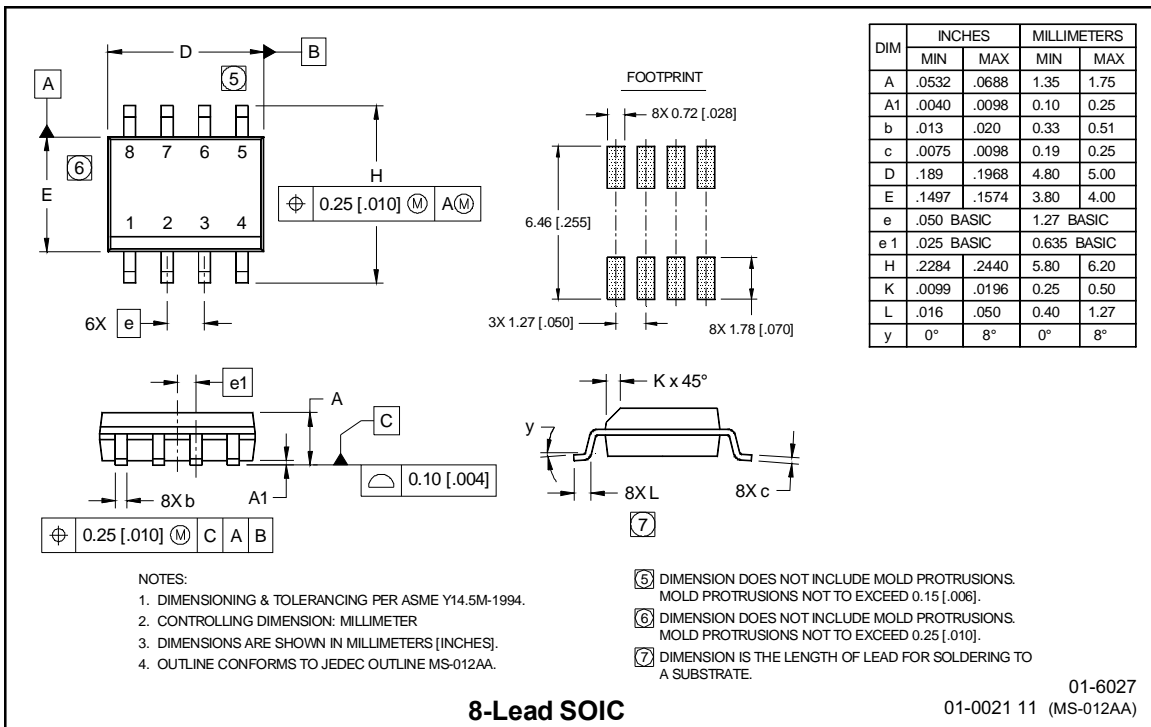 D
B
5
A
8 7 6 5
6
E
H
0.25 [.010] M A M
1 2 3 4
6X e
FOOTPRINT
8X 0.72 [.028]
6.46 [.255]
3X 1.27 [.050]
8X 1.78 [.070]
DIM INCHES MILLIMETERS
MIN MAX MIN MAX
A .0532 .0688 1.35 1.75
A1 .0040 .0098 0.10 0.25
b .013 .020 0.33 0.51
c .0075 .0098 0.19 0.25
D .189 .1968 4.80 5.00
E .1497 .1574 3.80 4.00
e .050 BASIC 1.27 BASIC
e 1 .025 BASIC 0.635 BASIC
H .2284 .2440 5.80 6.20
K .0099 .0196 0.25 0.50
L .016 .050 0.40 1.27
y 0° 8° 0° 8°
e1
A
C
8X b
A1
0.10 [.004]
0.25 [.010] M C A B
K x 45°
y
8X L
8X c
7
NOTES:
1. DIMENSIONING & TOLERANCING PER ASME Y14.5M-1994.
2. CONTROLLING DIMENSION: MILLIMETER
3. DIMENSIONS ARE SHOWN IN MILLIMETERS [INCHES].
4. OUTLINE CONFORMS TO JEDEC OUTLINE MS-012AA.
5 DIMENSION DOES NOT INCLUDE MOLD PROTRUSIONS.
MOLD PROTRUSIONS NOT TO EXCEED 0.15 [.006].
6 DIMENSION DOES NOT INCLUDE MOLD PROTRUSIONS.
MOLD PROTRUSIONS NOT TO EXCEED 0.25 [.010].
7 DIMENSION IS THE LENGTH OF LEAD FOR SOLDERING TO
A SUBSTRATE.
8-Lead SOIC
01-6027
01-0021 11 (MS-012AA)